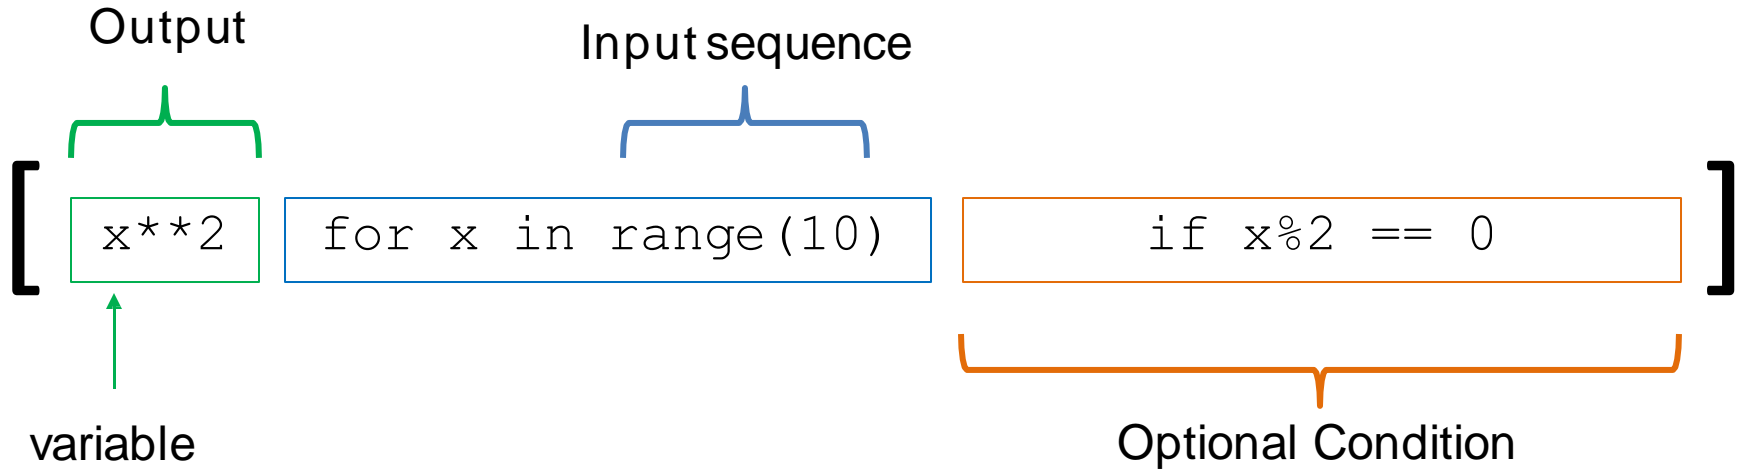 Output
Input sequence
[ x**2 for x in range(10) if x%2 == 0 ]
variable
Optional Condition